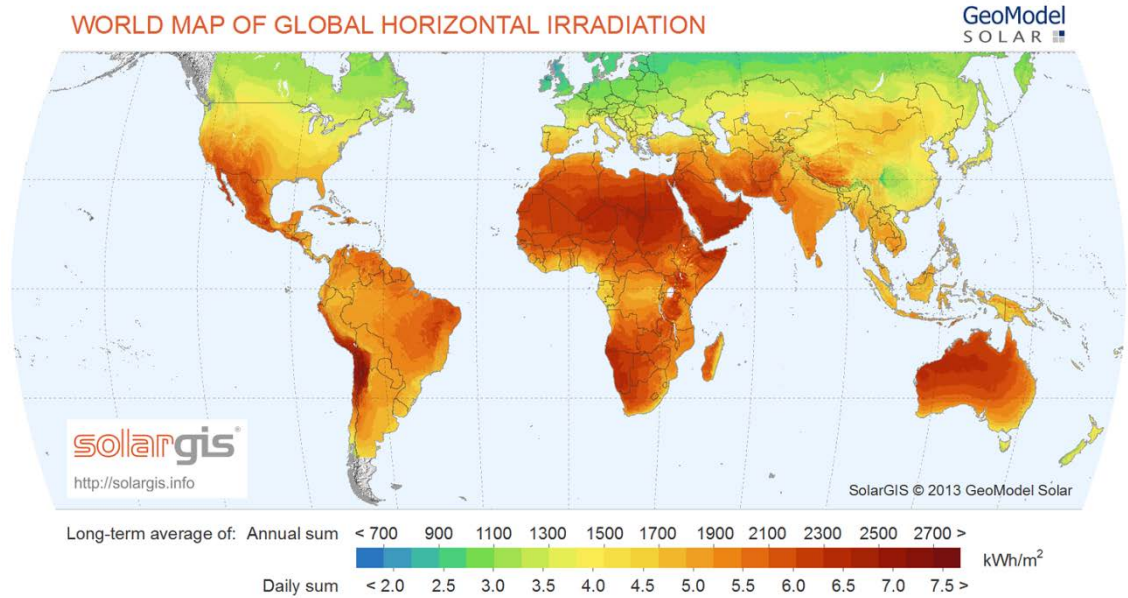 WORLD MAP OF GLOBAL HORIZONTAL IRRADIATION
GeoModel
SOLAR
solargis®
http://solargis.info
SolarGIS © 2013 GeoModel Solar
Long-term average of: Annual sum < 700 900 1100 1300 1500 1700 1900 2100 2300 2500 2700 >
kWh/m²
Daily sum < 2.0 2.5 3.0 3.5 4.0 4.5 5.0 5.5 6.0 6.5 7.0 7.5 >